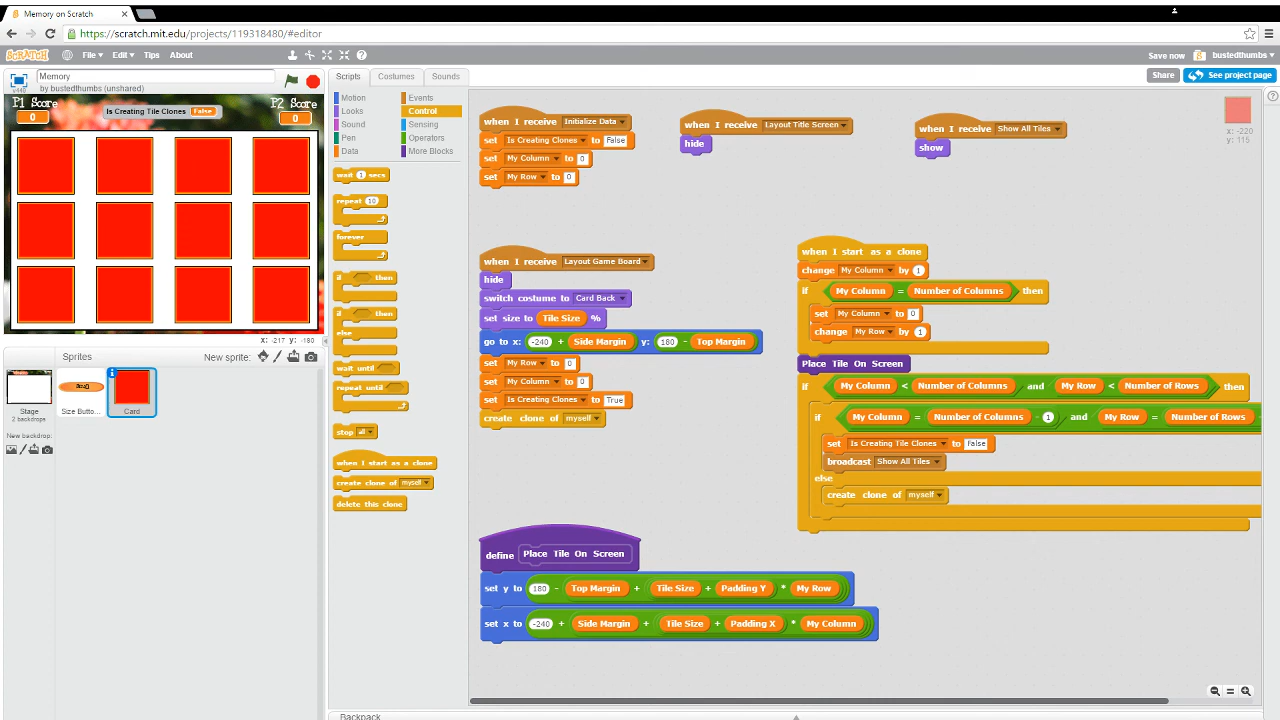 Memory on Scratch
https://scratch.mit.edu/projects/119318480/#editor
SCRATCH File Edit Tips About Save now bustedthumbs
Memory
by bustedthumbs (unshared)
Scripts Costumes Sounds
Share See project page
P1 Score
0
Is Creating Tile Clones False
P2 Score
0
x: -217 y: -180
Sprites New sprite:
Stage
2 backdrops
New backdrop:
Size Butto...
Card
Motion Events
Looks Control
Sound Sensing
Pen Operators
Data More Blocks
wait 1 secs
repeat 10
forever
if then
if then
else
wait until
repeat until
stop all
when I start as a clone
create clone of myself
delete this clone
when I receive Initialize Data
set Is Creating Clones to False
set My Column to 0
set My Row to 0
when I receive Layout Title Screen
hide
when I receive Show All Tiles
show
x: -220
y: 115
when I receive Layout Game Board
hide
switch costume to Card Back
set size to Tile Size %
go to x: -240 + Side Margin y: 180 - Top Margin
set My Row to 0
set My Column to 0
set Is Creating Clones to True
create clone of myself
when I start as a clone
change My Column by 1
if My Column = Number of Columns then
set My Column to 0
change My Row by 1
Place Tile On Screen
if My Column < Number of Columns and My Row < Number of Rows then
if My Column = Number of Columns - 1 and My Row = Number of Rows
set Is Creating Tile Clones to False
broadcast Show All Tiles
else
create clone of myself
define Place Tile On Screen
set y to 180 - Top Margin + Tile Size + Padding Y * My Row
set x to -240 + Side Margin + Tile Size + Padding X * My Column
Backpack